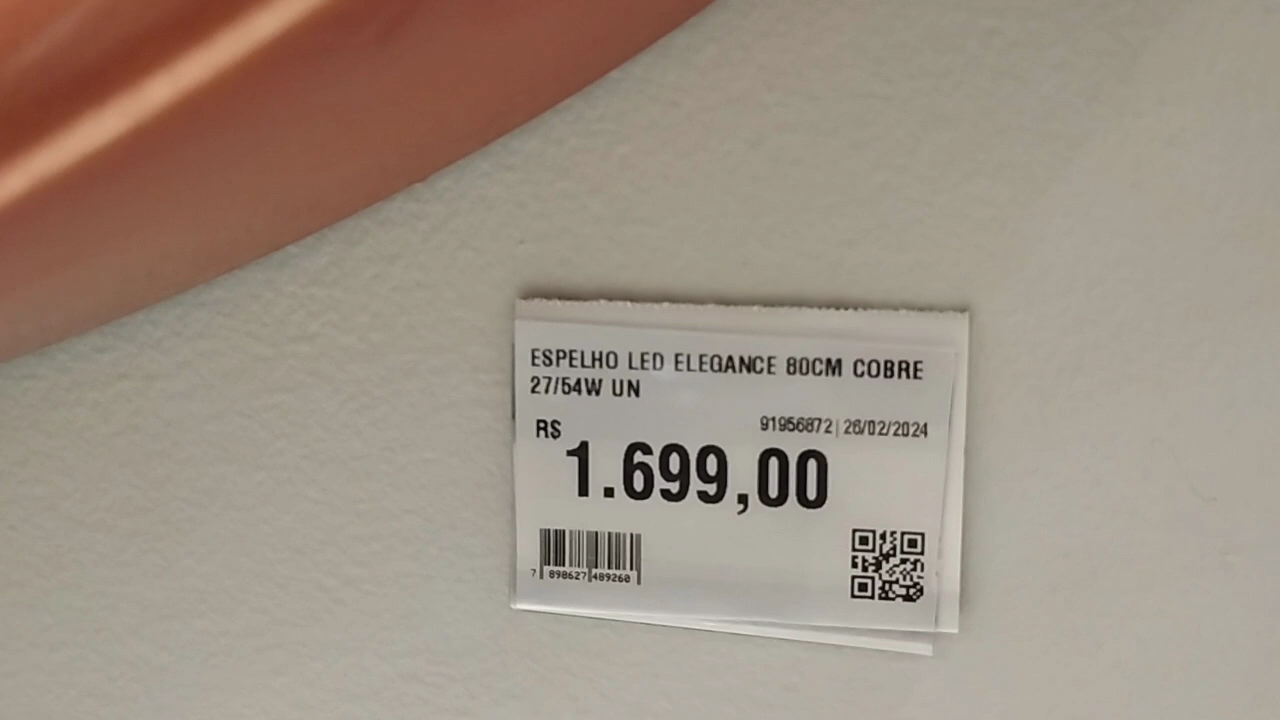 ESPELHO LED ELEGANCE 80CM COBRE
27/54W UN
91956872 | 26/02/2024
R$ 1.699,00
7 898627 489260